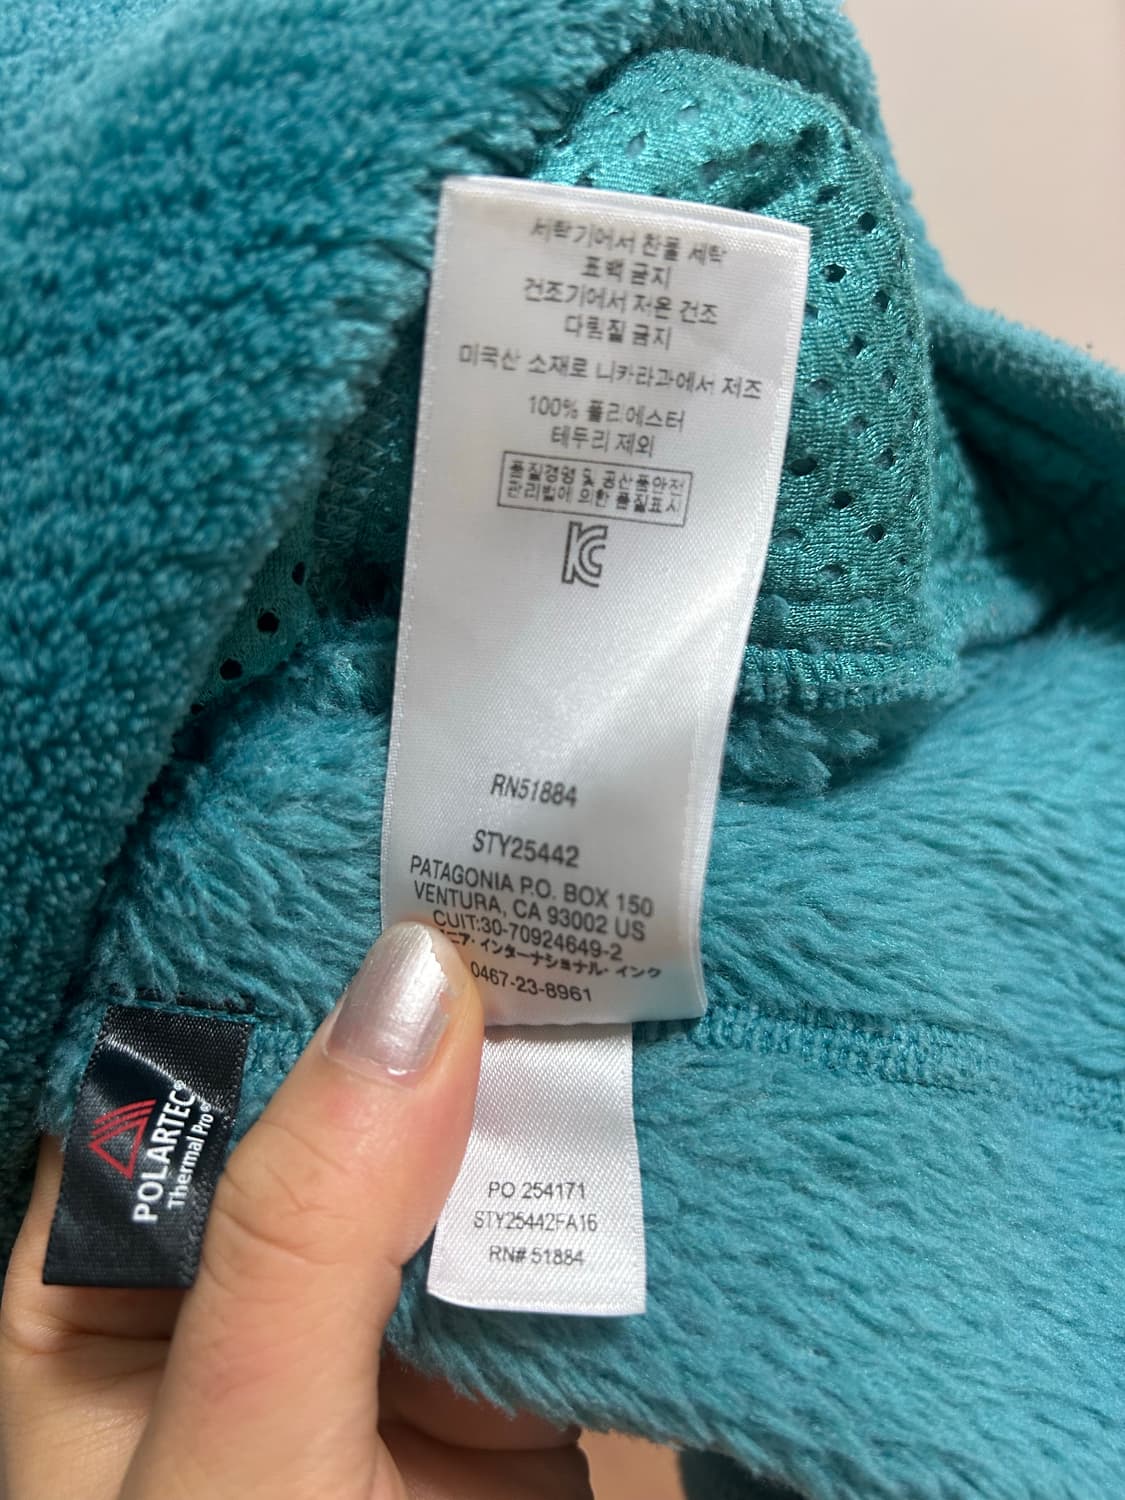 세탁기에서 찬물 세탁
표백 금지
건조기에서 저온 건조
다림질 금지
미국산 소재로 니카라과에서 제조
100% 폴리에스터
테두리 제외
품질경영 및 공산품안전
관리법에 의한 품질표시
KC
RN51884
STY25442
PATAGONIA P.O. BOX 150
VENTURA, CA 93002 US
CUIT:30-70924649-2
ニア・インターナショナル・インク
0467-23-8961
POLARTEC®
Thermal Pro®
PO 254171
STY25442FA16
RN# 51884